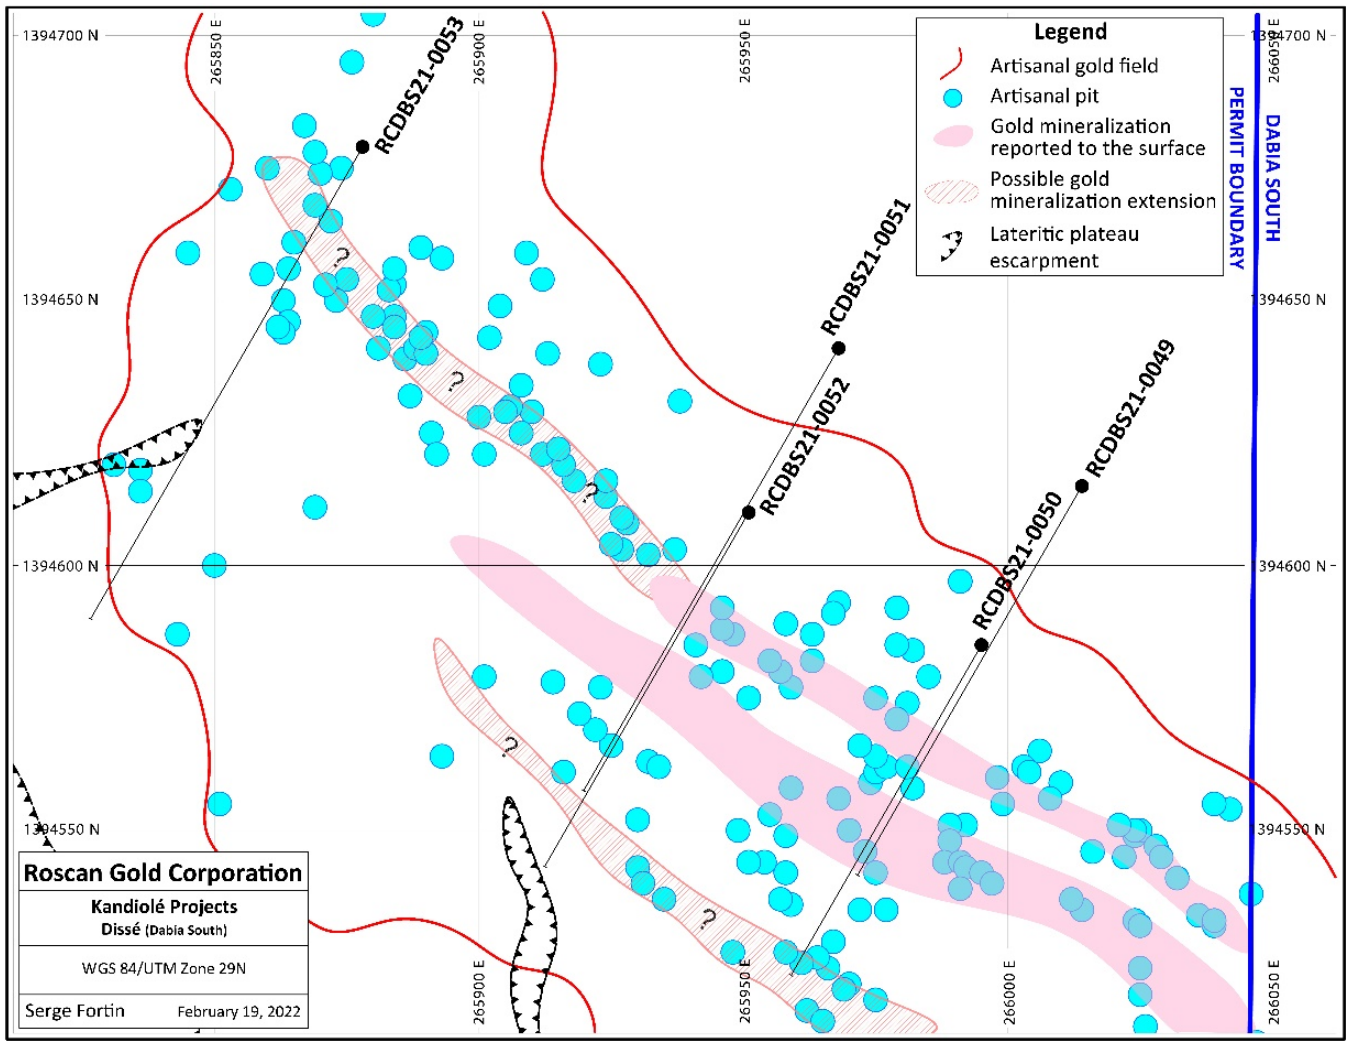 1394700 N
265850 E
265900 E
265950 E
266050 E
1394700 N
RCDBS21-0053
Legend
Artisanal gold field
Artisanal pit
Gold mineralization
reported to the surface
Possible gold
mineralization extension
Lateritic plateau
escarpment
PERMIT BOUNDARY
DABIA SOUTH
RCDBS21-0051
?
1394650 N
1394650 N
RCDBS21-0052
RCDBS21-0049
?
?
RCDBS21-0050
1394600 N
1394600 N
?
1394550 N
1394550 N
?
Roscan Gold Corporation
Kandiolé Projects
Dissé (Dabia South)
WGS 84/UTM Zone 29N
Serge Fortin February 19, 2022
265900 E
265950 E
266000 E
266050 E